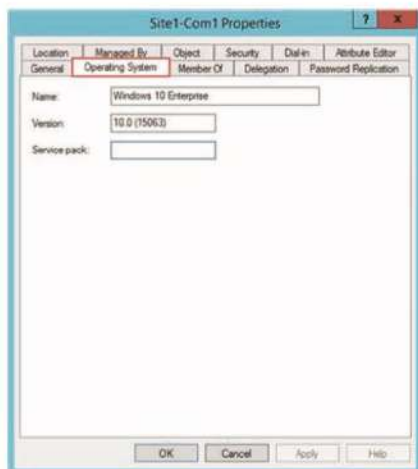 Site1-Com1 Properties
? x
Location Managed By Object Security Dial-in Attribute Editor
General Operating System Member Of Delegation Password Replication
Name: Windows 10 Enterprise
Version: 10.0 (15063)
Service pack:
OK Cancel Apply Help